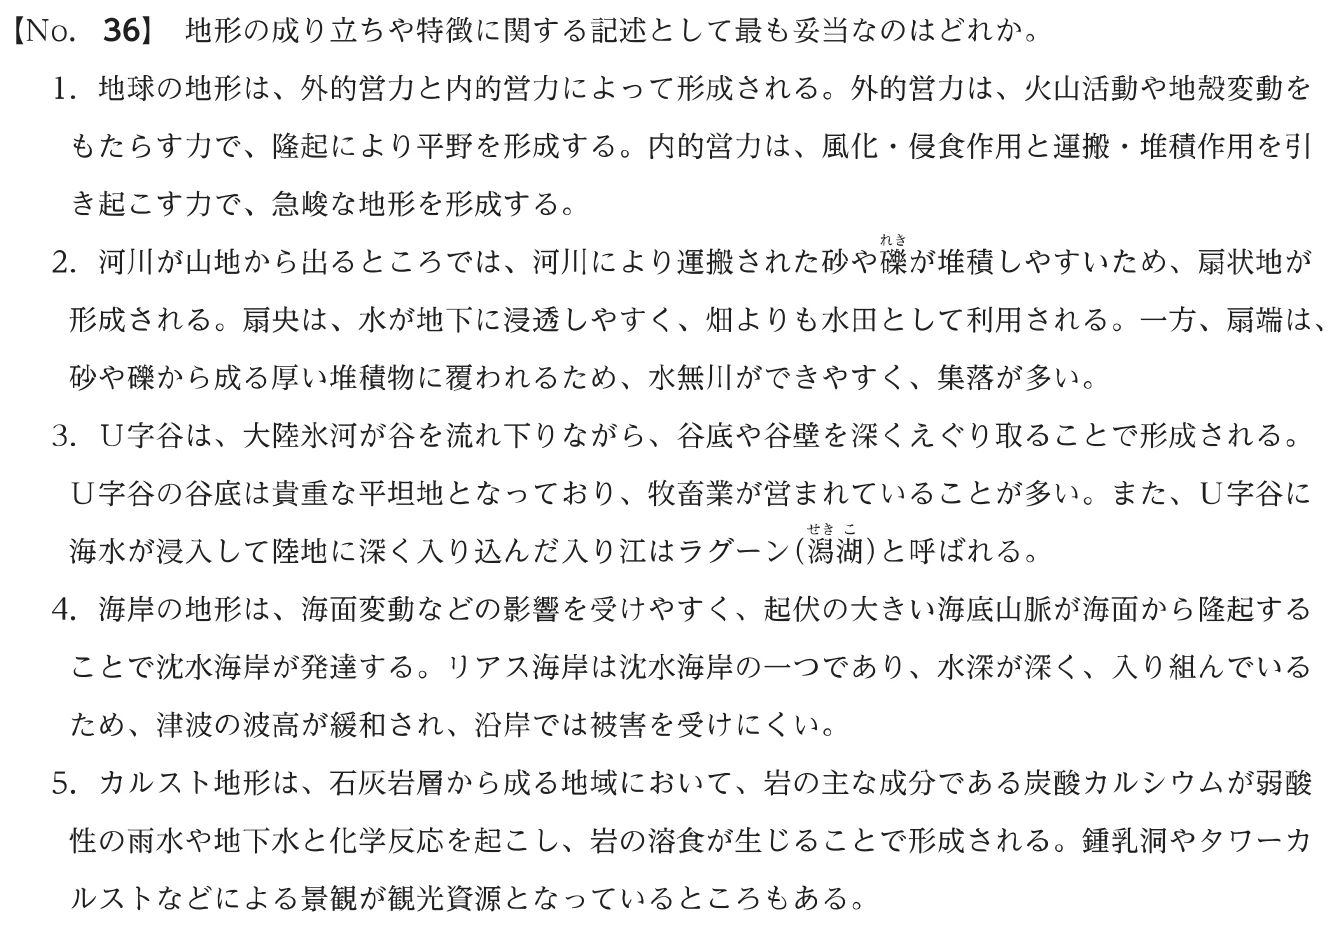 【No. 36】 地形の成り立ちや特徴に関する記述として最も妥当なのはどれか。
1. 地球の地形は、外的営力と内的営力によって形成される。外的営力は、火山活動や地殻変動を
もたらす力で、隆起により平野を形成する。内的営力は、風化・侵食作用と運搬・堆積作用を引
き起こす力で、急峻な地形を形成する。
れき
2. 河川が山地から出るところでは、河川により運搬された砂や礫が堆積しやすいため、扇状地が
形成される。扇央は、水が地下に浸透しやすく、畑よりも水田として利用される。一方、扇端は、
砂や礫から成る厚い堆積物に覆われるため、水無川ができやすく、集落が多い。
3. U字谷は、大陸氷河が谷を流れ下りながら、谷底や谷壁を深くえぐり取ることで形成される。
U字谷の谷底は貴重な平坦地となっており、牧畜業が営まれていることが多い。また、U字谷に
せき こ
海水が浸入して陸地に深く入り込んだ入り江はラグーン(潟湖)と呼ばれる。
4. 海岸の地形は、海面変動などの影響を受けやすく、起伏の大きい海底山脈が海面から隆起する
ことで沈水海岸が発達する。リアス海岸は沈水海岸の一つであり、水深が深く、入り組んでいる
ため、津波の波高が緩和され、沿岸では被害を受けにくい。
5. カルスト地形は、石灰岩層から成る地域において、岩の主な成分である炭酸カルシウムが弱酸
性の雨水や地下水と化学反応を起こし、岩の溶食が生じることで形成される。鍾乳洞やタワーカ
ルストなどによる景観が観光資源となっているところもある。